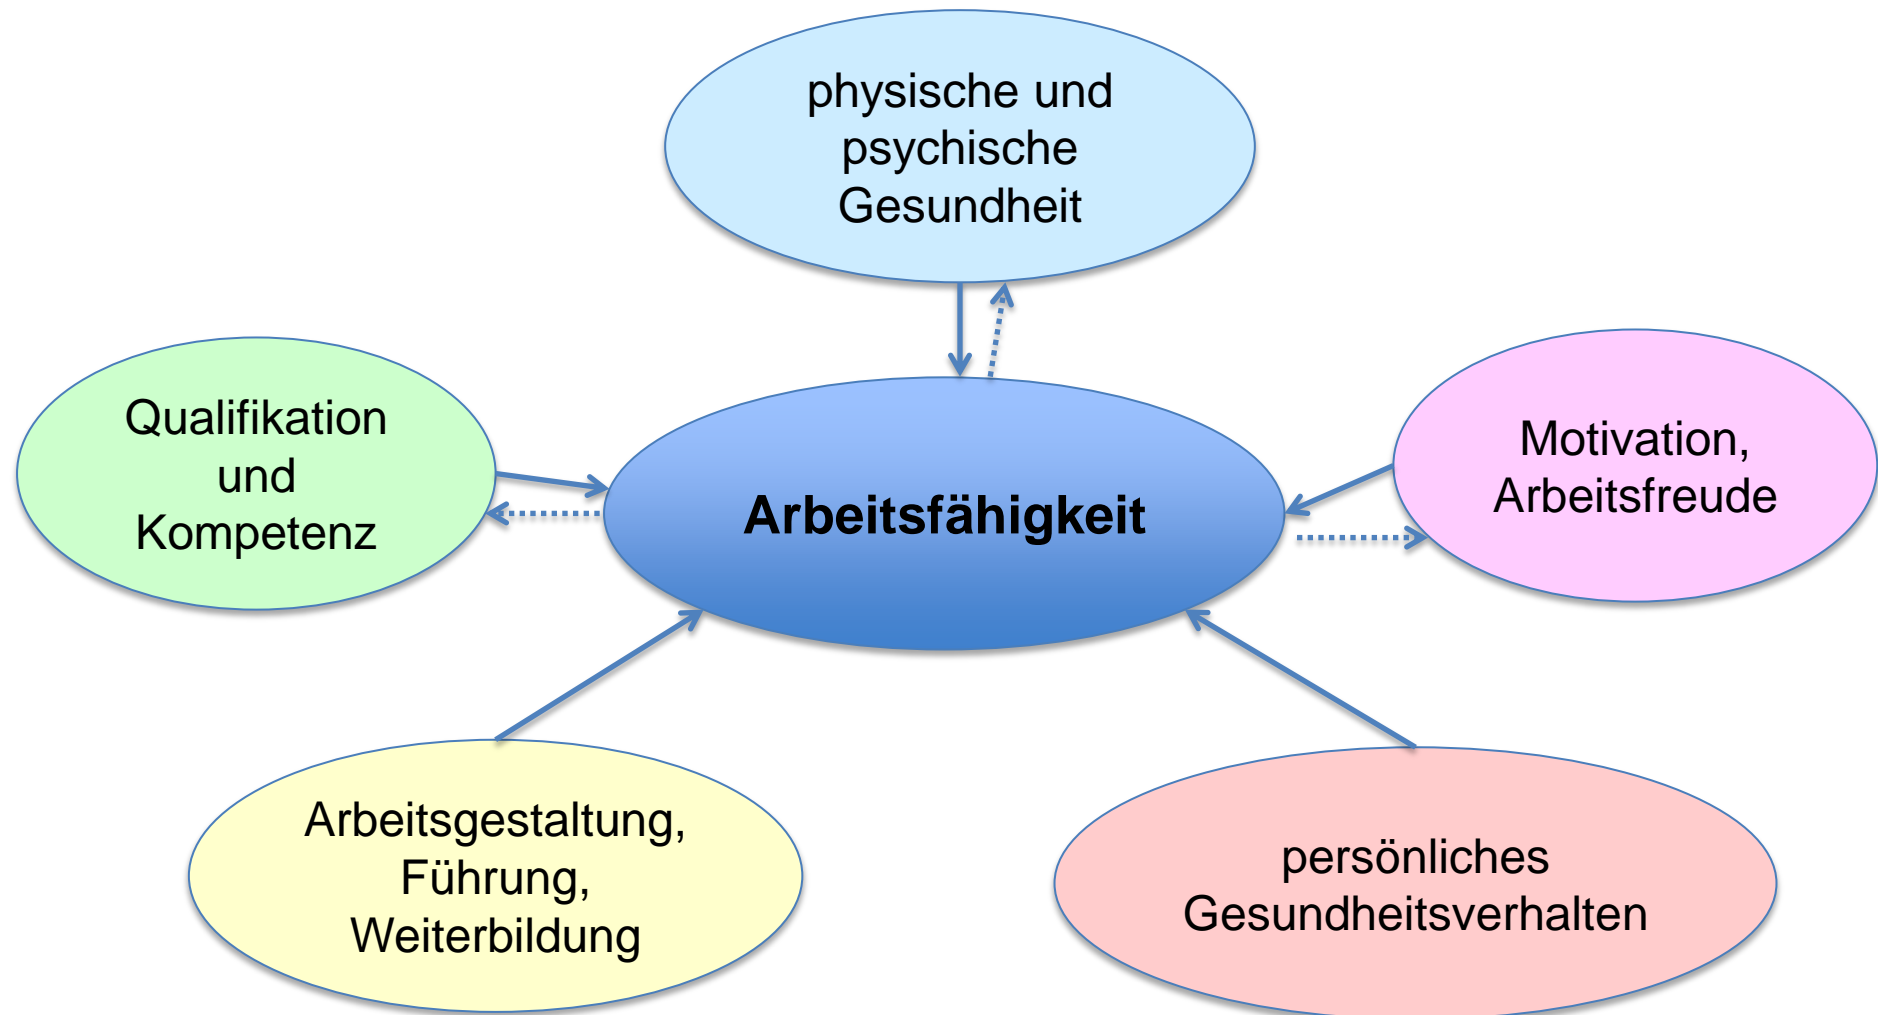 physische und
psychische
Gesundheit
Qualifikation
und
Kompetenz
Arbeitsfähigkeit
Motivation,
Arbeitsfreude
Arbeitsgestaltung,
Führung,
Weiterbildung
persönliches
Gesundheitsverhalten